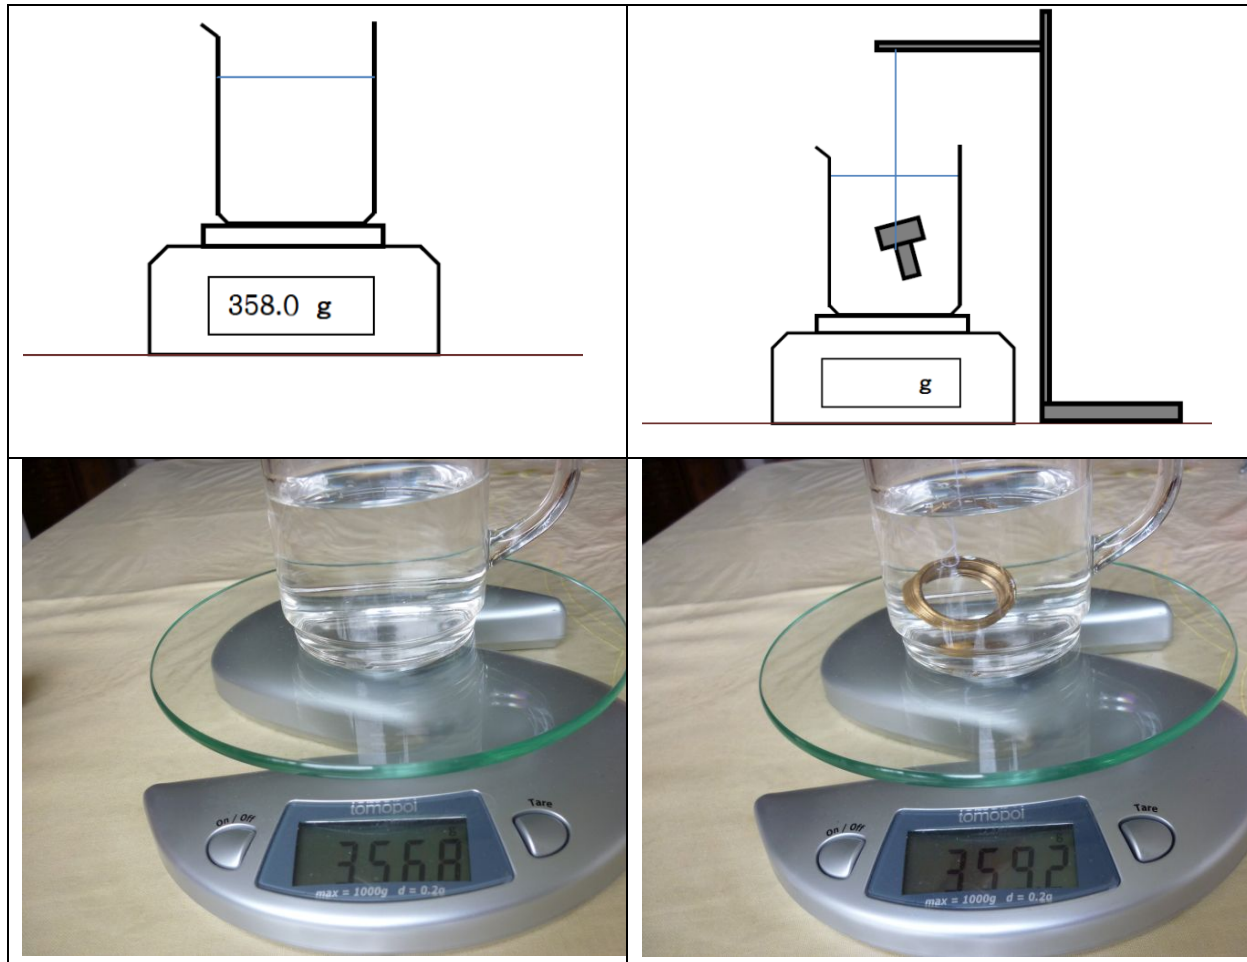 358.0 g
g
tomopol
On / Off
Tare
356.8
max = 1000g d = 0.2g
tomopol
On / Off
Tare
359.2
max = 1000g d = 0.2g